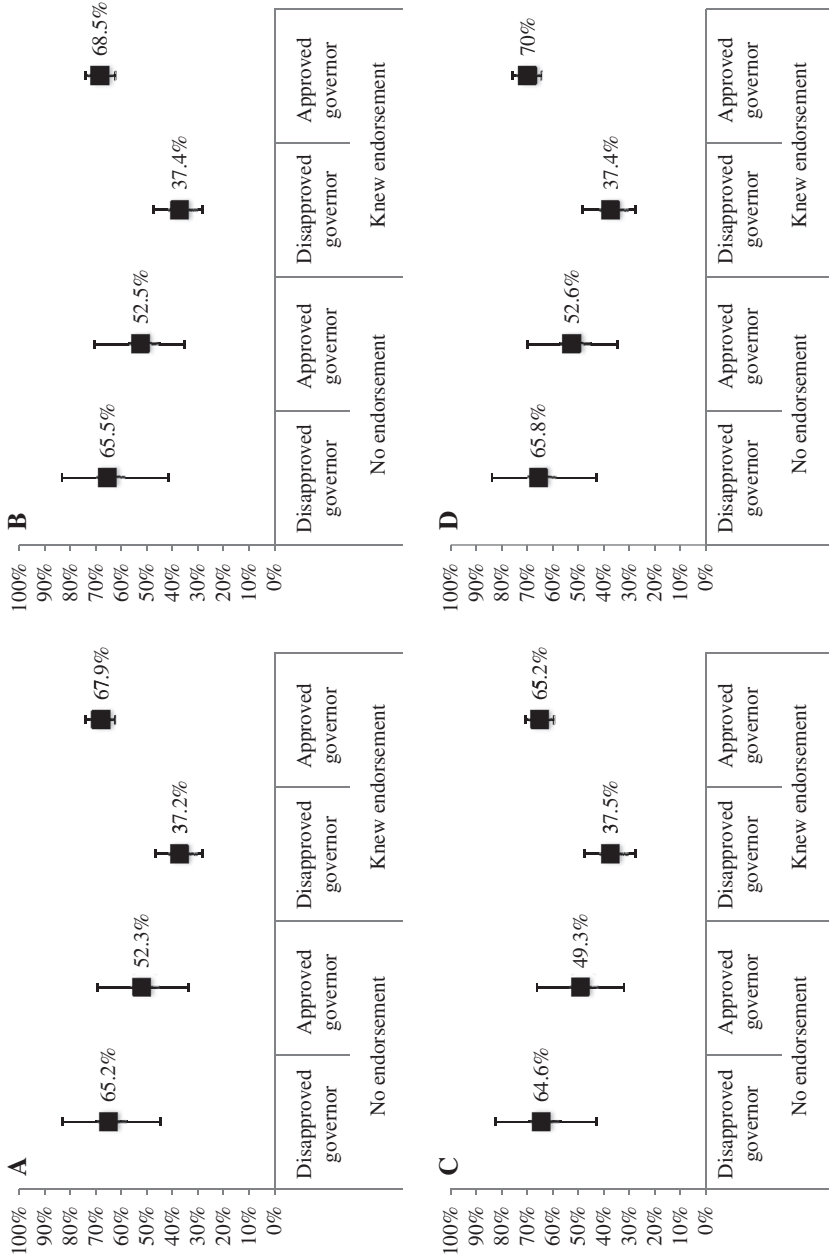 A
100%
90%
80%
70%
60%
50%
40%
30%
20%
10%
0%
65.2%
52.3%
37.2%
67.9%
Disapproved
governor
Approved
governor
Disapproved
governor
Approved
governor
No endorsement
Knew endorsement
B
100%
90%
80%
70%
60%
50%
40%
30%
20%
10%
0%
65.5%
52.5%
37.4%
68.5%
Disapproved
governor
Approved
governor
Disapproved
governor
Approved
governor
No endorsement
Knew endorsement
C
100%
90%
80%
70%
60%
50%
40%
30%
20%
10%
0%
64.6%
49.3%
37.5%
65.2%
Disapproved
governor
Approved
governor
Disapproved
governor
Approved
governor
No endorsement
Knew endorsement
D
100%
90%
80%
70%
60%
50%
40%
30%
20%
10%
0%
65.8%
52.6%
37.4%
70%
Disapproved
governor
Approved
governor
Disapproved
governor
Approved
governor
No endorsement
Knew endorsement